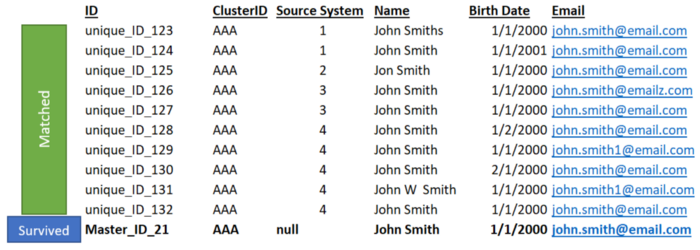 ID ClusterID Source System Name Birth Date Email
unique_ID_123 AAA 1 John Smiths 1/1/2000 john.smith@email.com
unique_ID_124 AAA 1 John Smith 1/1/2001 john.smith@email.com
unique_ID_125 AAA 2 Jon Smith 1/1/2000 john.smith@email.com
unique_ID_126 AAA 3 John Smith 1/1/2000 john.smith@emailz.com
unique_ID_127 AAA 3 John Smith 1/1/2000 john.smith@email.com
unique_ID_128 AAA 4 John Smith 1/2/2000 john.smith@email.com
unique_ID_129 AAA 4 John Smith 1/1/2000 john.smith1@email.com
unique_ID_130 AAA 4 John Smith 2/1/2000 john.smith@email.com
unique_ID_131 AAA 4 John W Smith 1/1/2000 john.smith1@email.com
unique_ID_132 AAA 4 John Smith 1/1/2000 john.smith@email.com
Matched
Survived Master_ID_21 AAA null John Smith 1/1/2000 john.smith@email.com